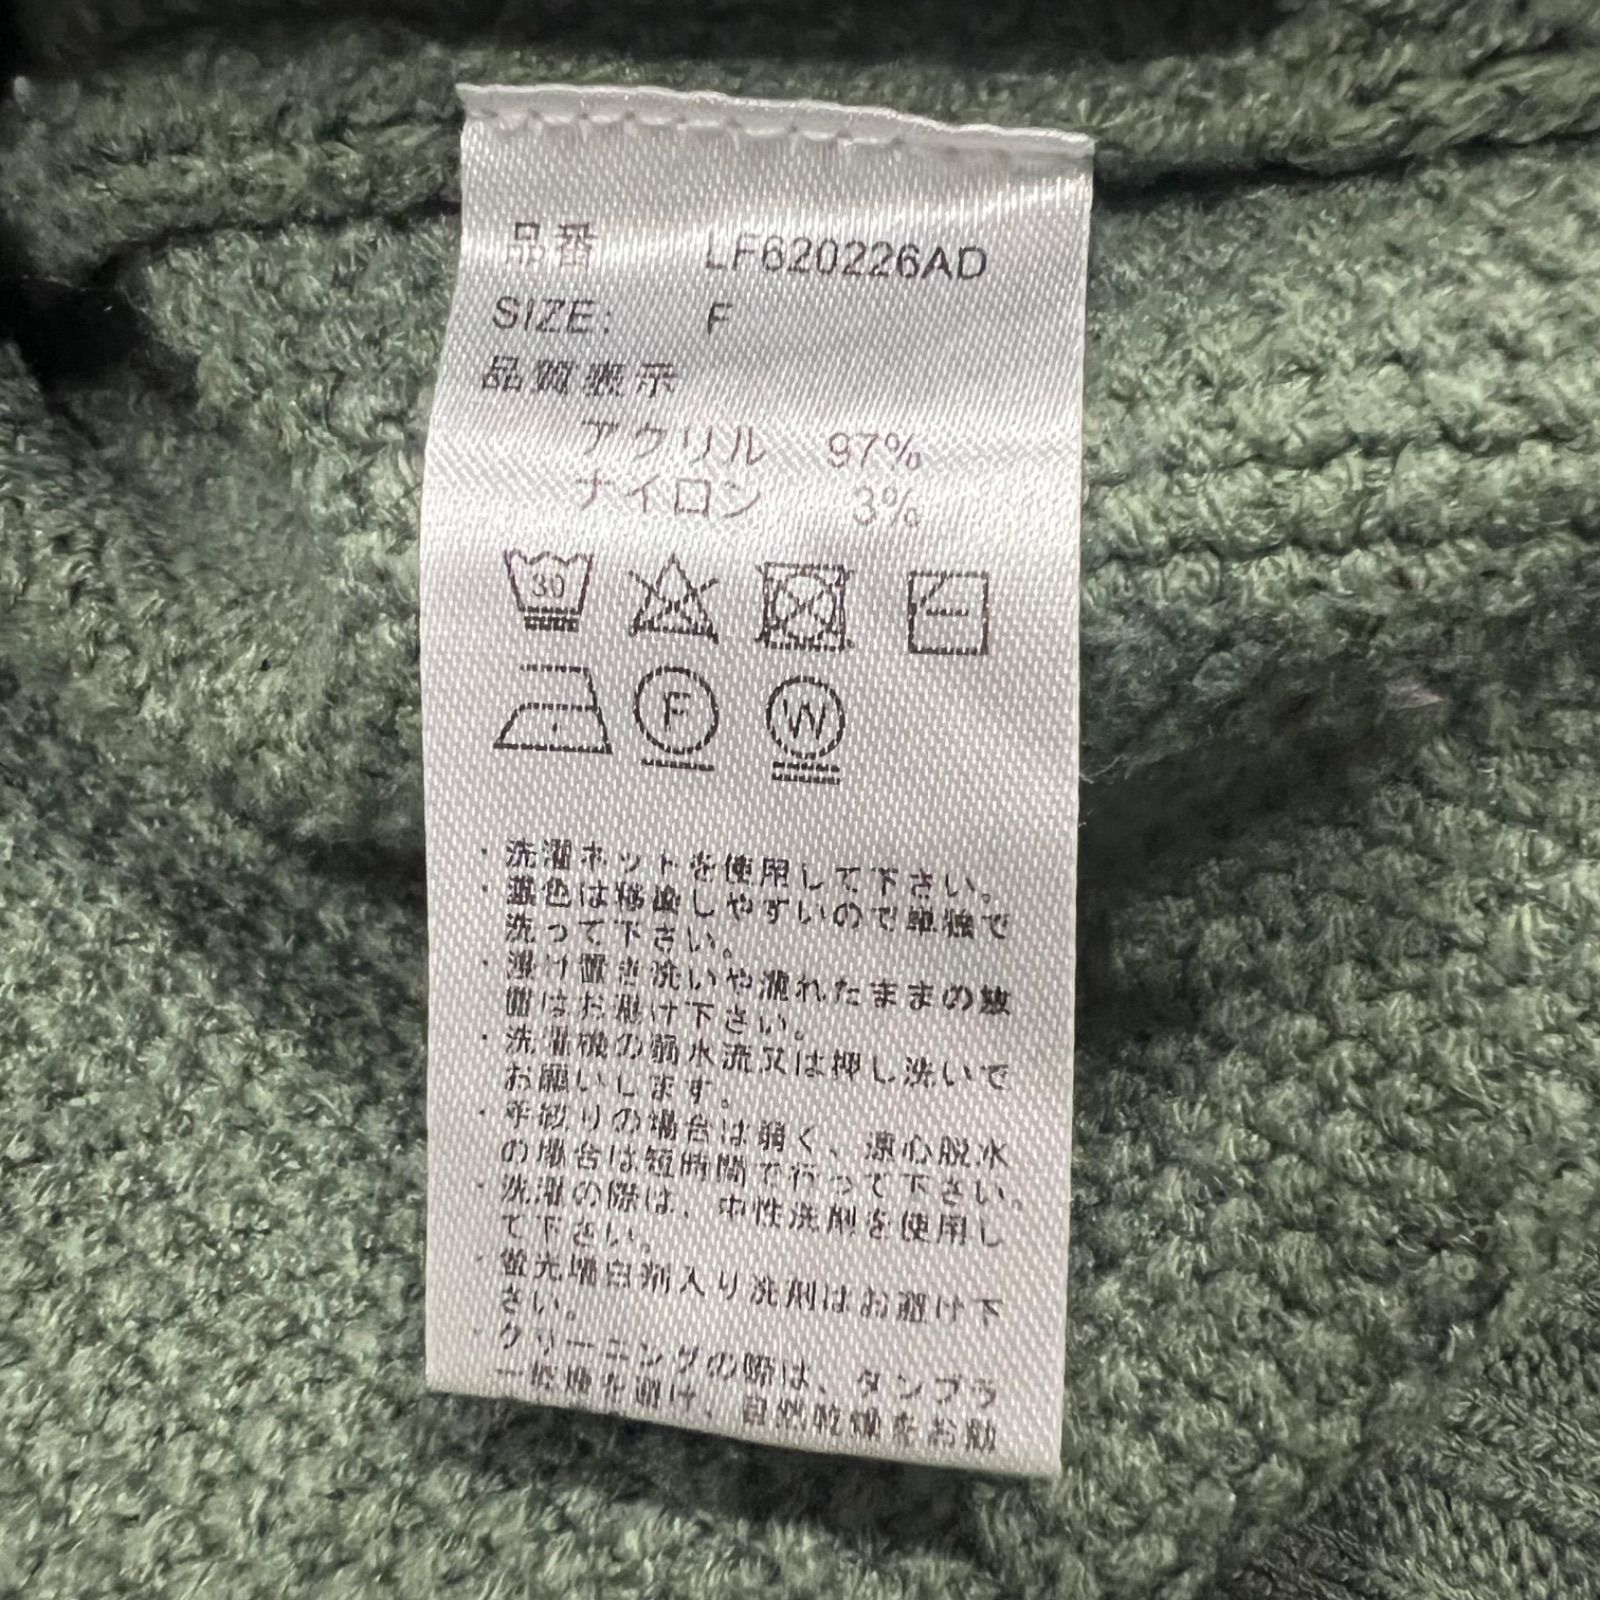 品番 LF620226AD
SIZE: F
品質表示
アクリル 97%
ナイロン 3%
30
F
W
・洗濯ネットを使用して下さい。
・濃色は移染しやすいので単独で
洗って下さい。
・浸け置き洗いや濡れたままの放
置はお避け下さい。
・洗濯機の弱水流又は押し洗いで
お願いします。
・手絞りの場合は弱く、遠心脱水
の場合は短時間で行って下さい。
・洗濯の際は、中性洗剤を使用し
て下さい。
・蛍光増白剤入り洗剤はお避け下
さい。
・クリーニングの際は、タンブラ
ー乾燥を避け、自然乾燥をお勧